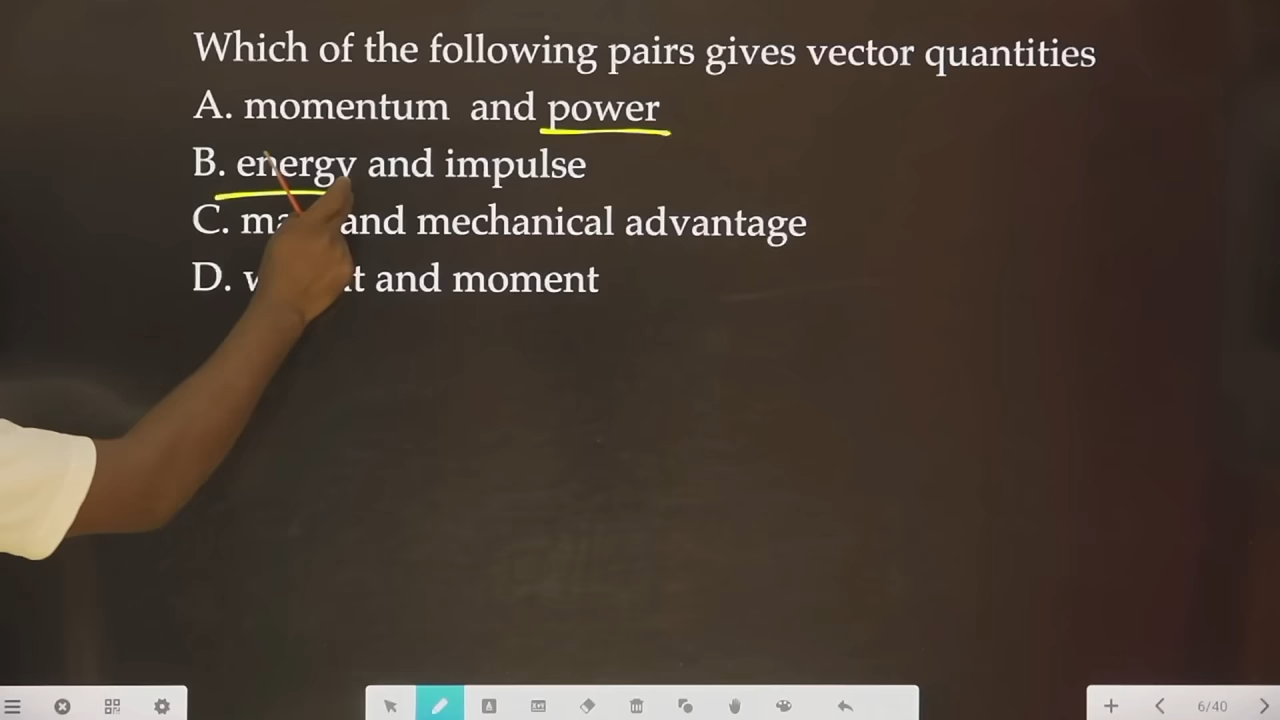 Which of the following pairs gives vector quantities
A. momentum and power
B. energy and impulse
C. and mechanical advantage
D. and moment
6/40